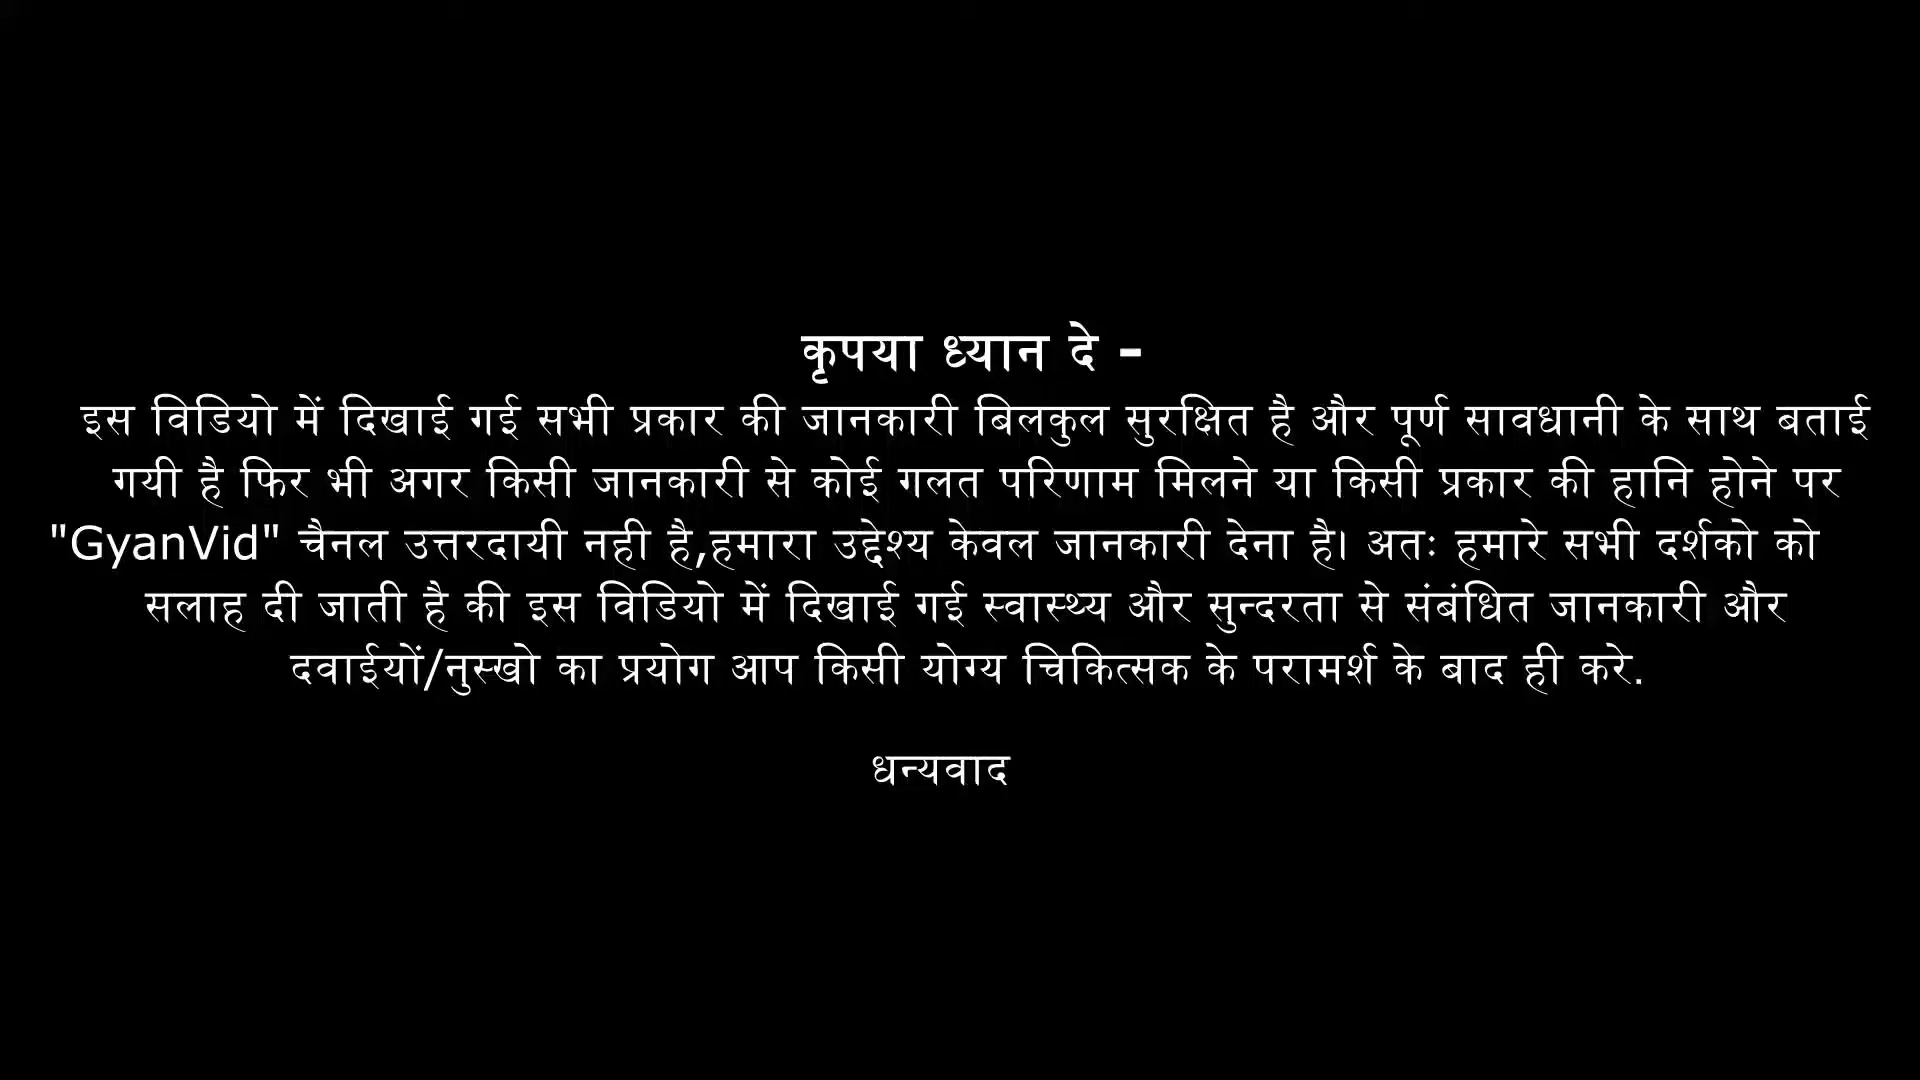 कृपया ध्यान दे -
इस विडियो में दिखाई गई सभी प्रकार की जानकारी बिलकुल सुरक्षित है और पूर्ण सावधानी के साथ बताई
गयी है फिर भी अगर किसी जानकारी से कोई गलत परिणाम मिलने या किसी प्रकार की हानि होने पर
"GyanVid" चैनल उत्तरदायी नही है,हमारा उद्देश्य केवल जानकारी देना है। अतः हमारे सभी दर्शको को
सलाह दी जाती है की इस विडियो में दिखाई गई स्वास्थ्य और सुन्दरता से संबंधित जानकारी और
दवाईयों/नुस्खो का प्रयोग आप किसी योग्य चिकित्सक के परामर्श के बाद ही करे.
धन्यवाद